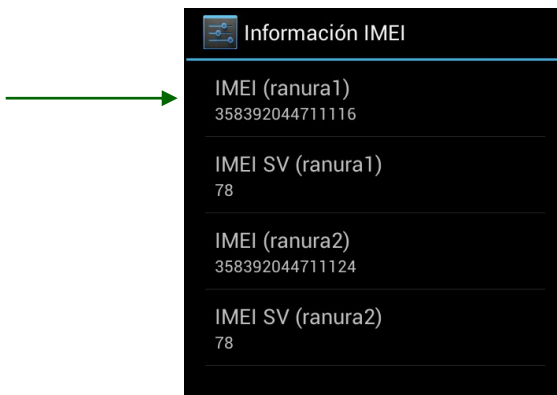 Información IMEI
IMEI (ranura1)
358392044711116
IMEI SV (ranura1)
78
IMEI (ranura2)
358392044711124
IMEI SV (ranura2)
78